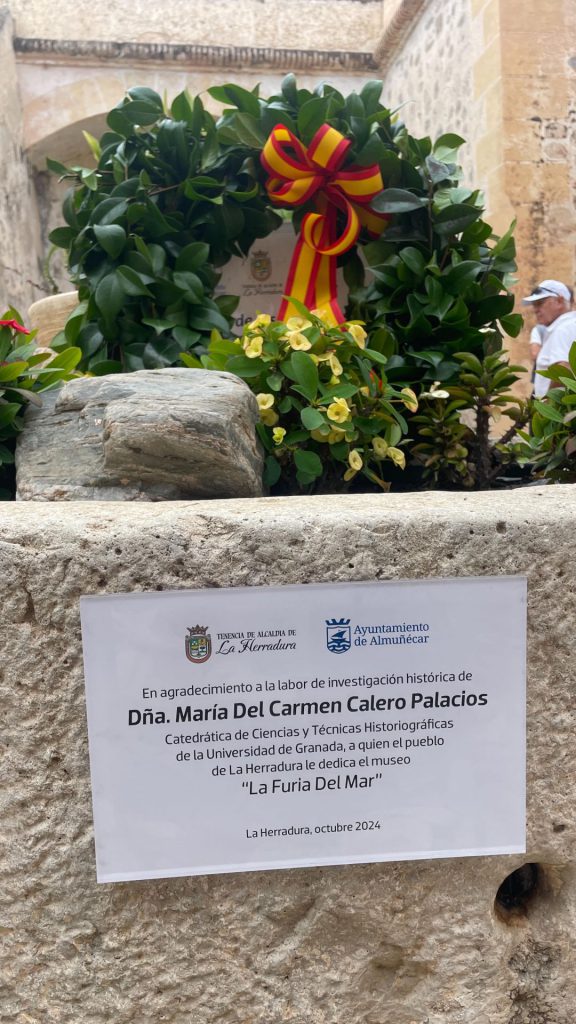 TENENCIA DE ALCALDIA DE
La Herradura
Ayuntamiento
de Almuñécar
En agradecimiento a la labor de investigación histórica de
Dña. María Del Carmen Calero Palacios
Catedrática de Ciencias y Técnicas Historiográficas
de la Universidad de Granada, a quien el pueblo
de La Herradura le dedica el museo
“La Furia Del Mar”
La Herradura, octubre 2024